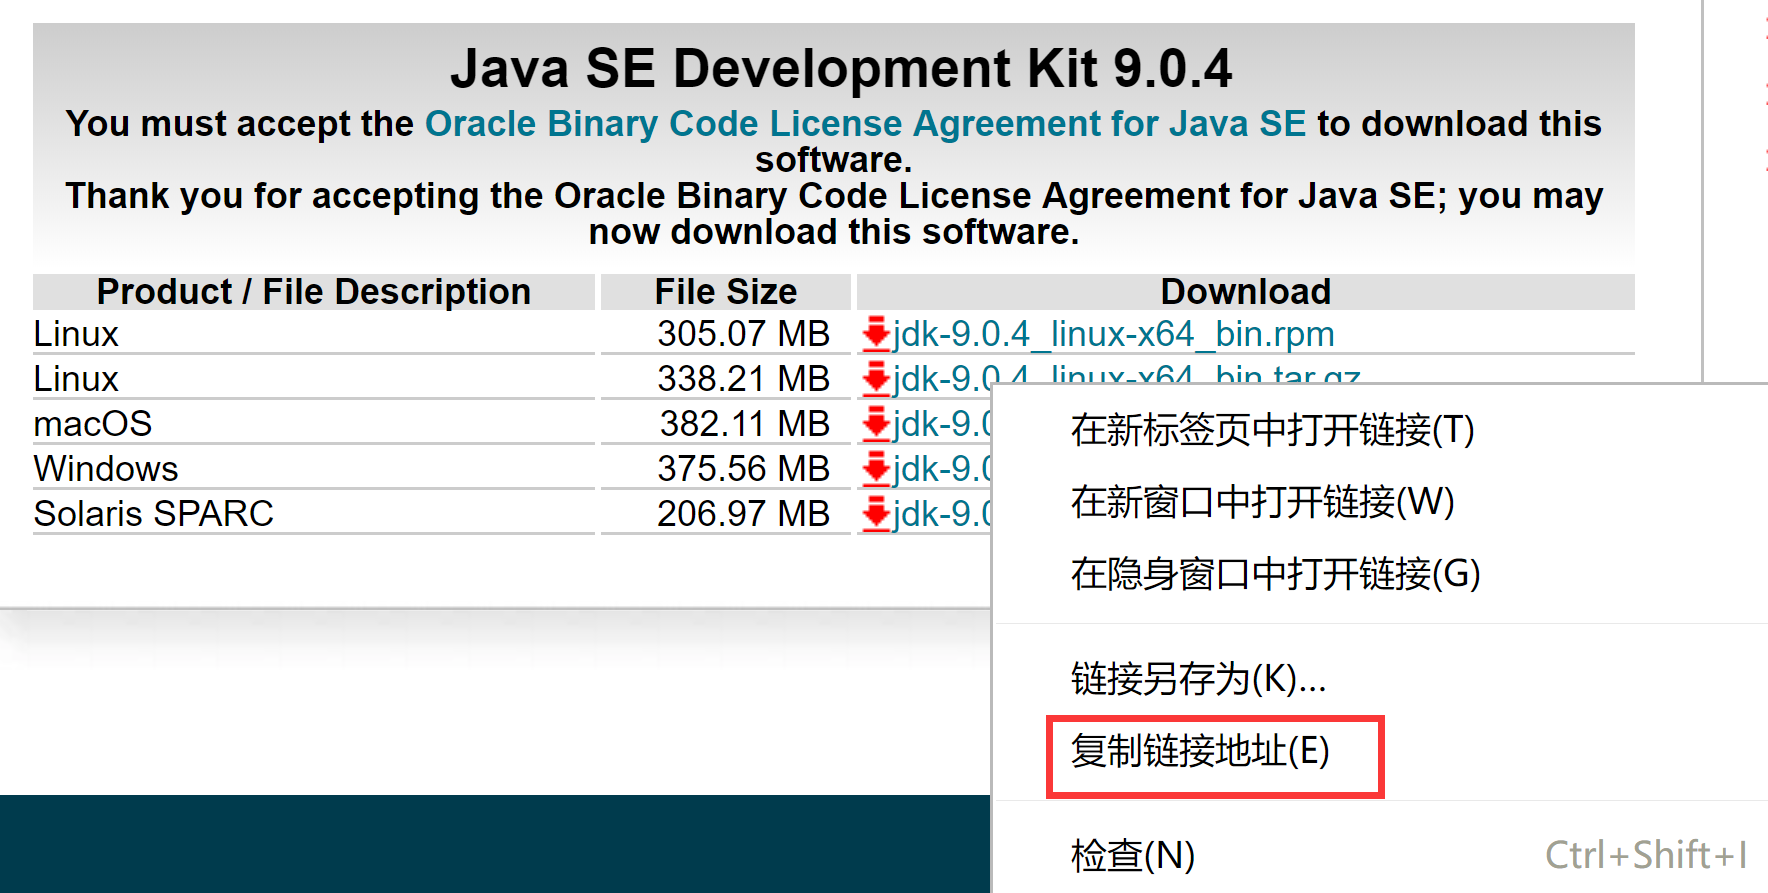 Java SE Development Kit 9.0.4
You must accept the Oracle Binary Code License Agreement for Java SE to download this
software.
Thank you for accepting the Oracle Binary Code License Agreement for Java SE; you may
now download this software.
Product / File Description File Size Download
Linux 305.07 MB jdk-9.0.4_linux-x64_bin.rpm
Linux 338.21 MB jdk-9.0.4_linux-x64_bin.tar.gz
macOS 382.11 MB jdk-9.0
Windows 375.56 MB jdk-9.0
Solaris SPARC 206.97 MB jdk-9.0
在新标签页中打开链接(T)
在新窗口中打开链接(W)
在隐身窗口中打开链接(G)
链接另存为(K)...
复制链接地址(E)
检查(N) Ctrl+Shift+I